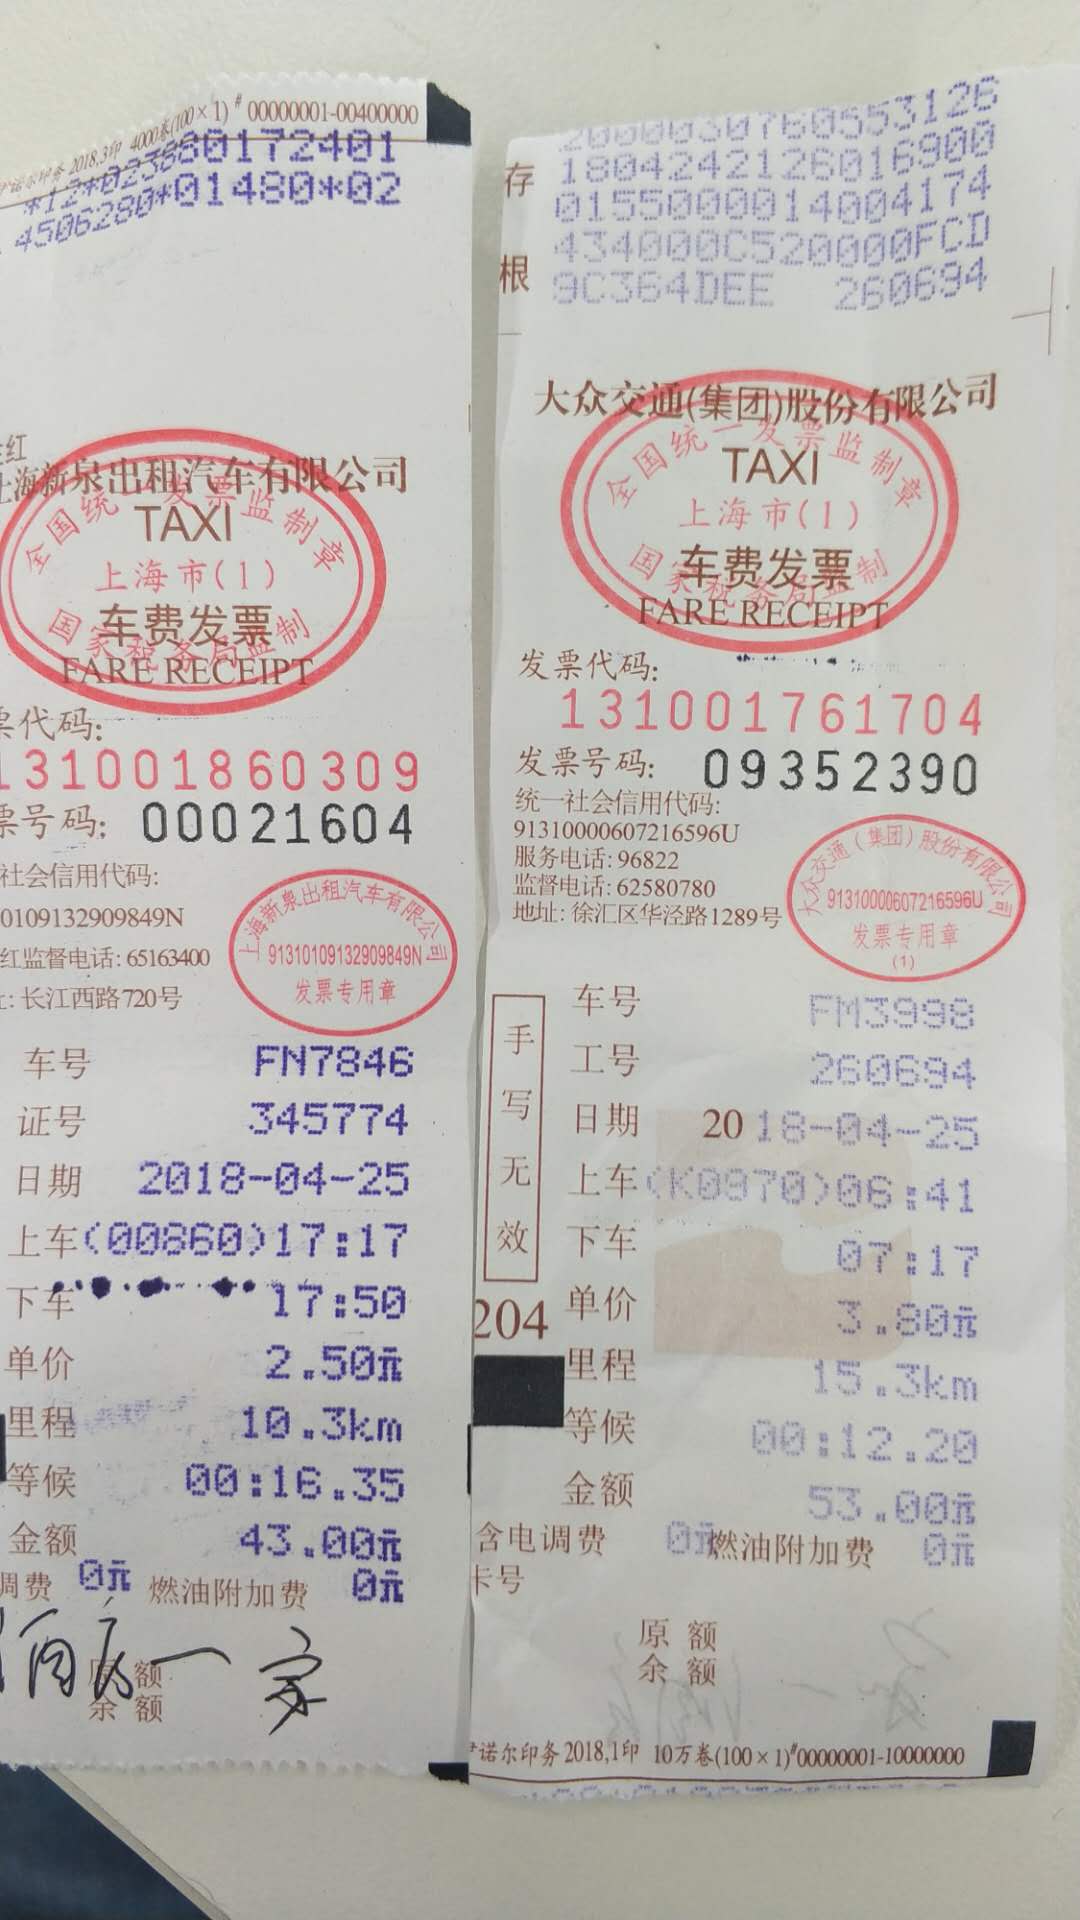 2018.3印 4000卷(100×1)#00000001-00400000
4506280*01480*02
上海新泉出租汽车有限公司
全国统一发票监制章
TAXI
上海市(1)
车费发票
国家税务局监制
FARE RECEIPT
票代码:
131001860309
票号码: 00021604
社会信用代码:
0109132909849N
红监督电话: 65163400
长江西路720号
上海新泉出租汽车有限公司
91310109132909849N
发票专用章
车号 FN7846
证号 345774
日期 2018-04-25
上车(00860)17:17
下车 17:50
单价 2.50元
里程 10.3km
等候 00:16.35
金额 43.00元
调费 0元 燃油附加费 0元
酒店一家
原额
余额
存根
2000030760553126
1804242126016900
0155000014004174
434000C520000FCD
9C364DEE 260694
大众交通(集团)股份有限公司
全国统一发票监制章
TAXI
上海市(1)
车费发票
国家税务局监制
FARE RECEIPT
发票代码:
131001761704
发票号码: 09352390
统一社会信用代码:
91310000607216596U
服务电话: 96822
监督电话: 62580780
地址: 徐汇区华泾路1289号
大众交通(集团)股份有限公司
91310000607216596U
发票专用章
(1)
手写无效
204
车号 FM3998
工号 260694
日期 2018-04-25
上车(K0970)06:41
下车 07:17
单价 3.80元
里程 15.3km
等候 00:12.20
金额 53.00元
含电调费 0元 燃油附加费 0元
卡号
原额
余额
诺尔印务 2018,1印 10万卷(100×1)#00000001-10000000